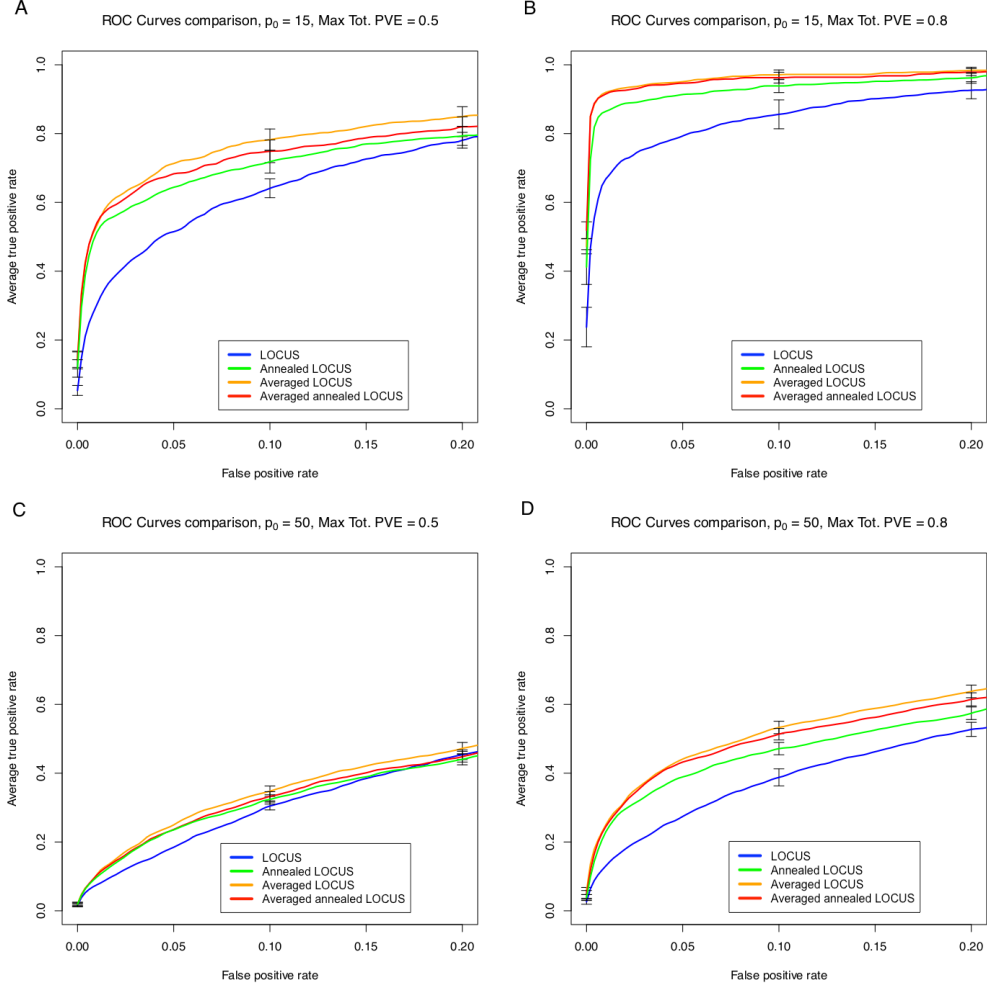 A
ROC Curves comparison, p₀ = 15, Max Tot. PVE = 0.5
Average true positive rate
1.0
0.8
0.6
0.4
0.2
0.0
LOCUS
Annealed LOCUS
Averaged LOCUS
Averaged annealed LOCUS
0.00 0.05 0.10 0.15 0.20
False positive rate
B
ROC Curves comparison, p₀ = 15, Max Tot. PVE = 0.8
Average true positive rate
1.0
0.8
0.6
0.4
0.2
0.0
LOCUS
Annealed LOCUS
Averaged LOCUS
Averaged annealed LOCUS
0.00 0.05 0.10 0.15 0.20
False positive rate
C
ROC Curves comparison, p₀ = 50, Max Tot. PVE = 0.5
Average true positive rate
1.0
0.8
0.6
0.4
0.2
0.0
LOCUS
Annealed LOCUS
Averaged LOCUS
Averaged annealed LOCUS
0.00 0.05 0.10 0.15 0.20
False positive rate
D
ROC Curves comparison, p₀ = 50, Max Tot. PVE = 0.8
Average true positive rate
1.0
0.8
0.6
0.4
0.2
0.0
LOCUS
Annealed LOCUS
Averaged LOCUS
Averaged annealed LOCUS
0.00 0.05 0.10 0.15 0.20
False positive rate